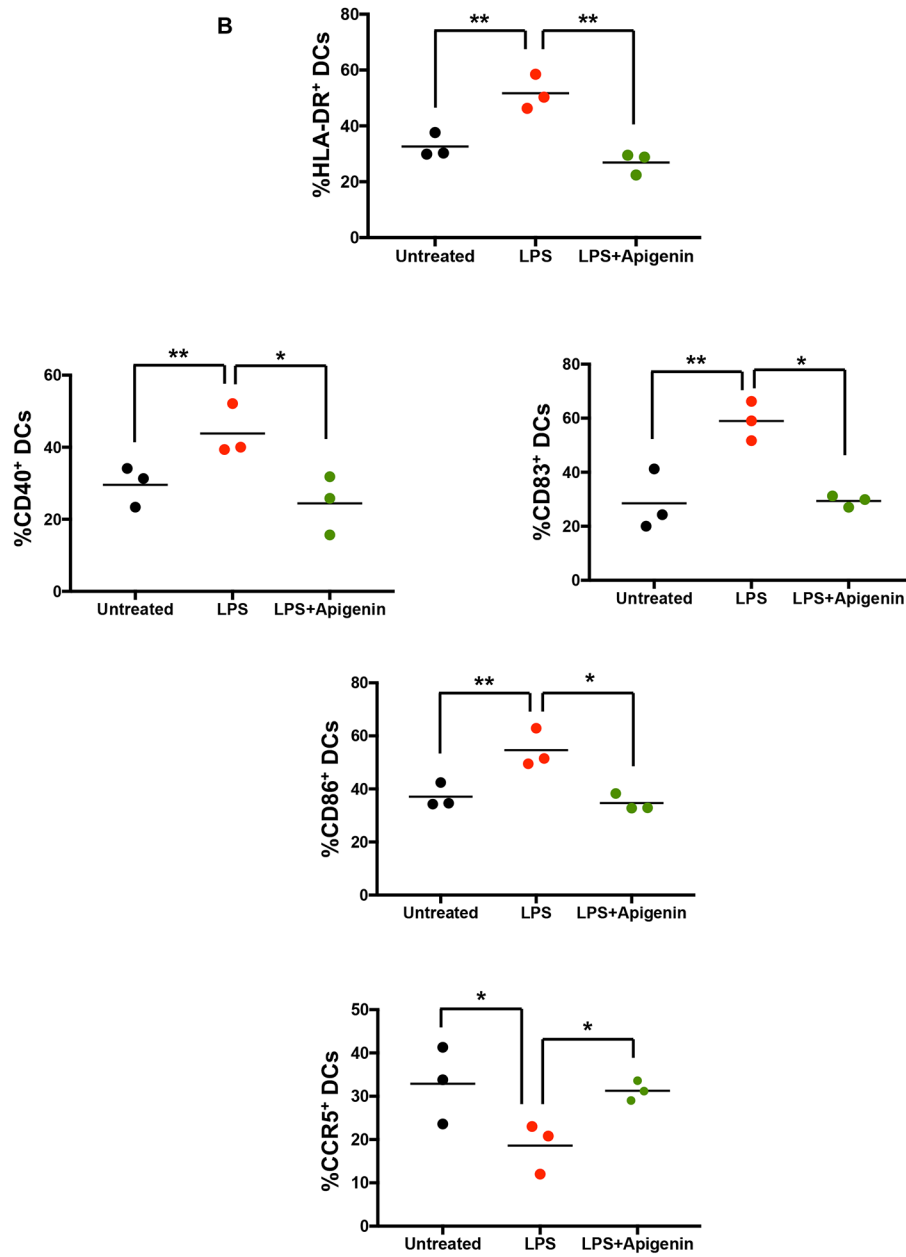 B
%HLA-DR⁺ DCs
80
60
40
20
0
** **
Untreated LPS LPS+Apigenin
%CD40⁺ DCs
60
40
20
0
** *
Untreated LPS LPS+Apigenin
%CD83⁺ DCs
80
60
40
20
0
** *
Untreated LPS LPS+Apigenin
%CD86⁺ DCs
80
60
40
20
0
** *
Untreated LPS LPS+Apigenin
%CCR5⁺ DCs
50
40
30
20
10
0
* *
Untreated LPS LPS+Apigenin